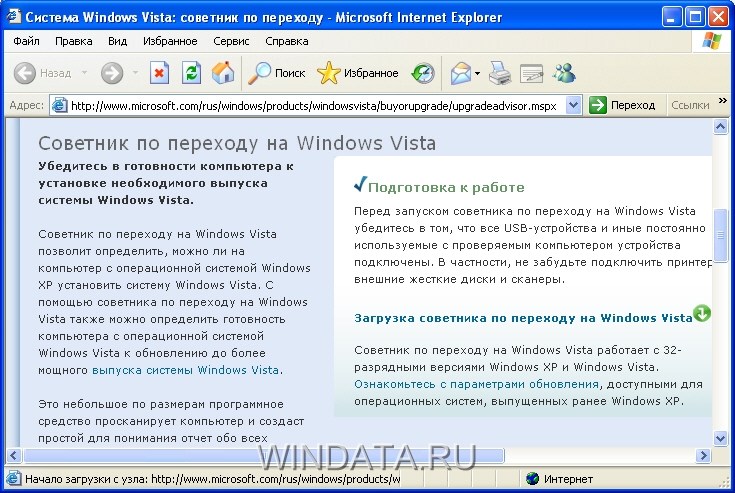 Система Windows Vista: советник по переходу - Microsoft Internet Explorer
Файл Правка Вид Избранное Сервис Справка
Назад Поиск Избранное
Адрес: http://www.microsoft.com/rus/windows/products/windowsvista/buyorupgrade/upgradeadvisor.mspx Переход Ссылки »
Советник по переходу на Windows Vista
Убедитесь в готовности компьютера к
установке необходимого выпуска
системы Windows Vista.
Советник по переходу на Windows Vista
позволит определить, можно ли на
компьютер с операционной системой Windows
XP установить систему Windows Vista. С
помощью советника по переходу на Windows
Vista также можно определить готовность
компьютера с операционной системой
Windows Vista к обновлению до более
мощного выпуска системы Windows Vista.
Это небольшое по размерам программное
средство просканирует компьютер и создаст
простой для понимания отчет обо всех
Подготовка к работе
Перед запуском советника по переходу на Windows Vista
убедитесь в том, что все USB-устройства и иные постоянно
используемые с проверяемым компьютером устройства
подключены. В частности, не забудьте подключить принтер
внешние жесткие диски и сканеры.
Загрузка советника по переходу на Windows Vista
Советник по переходу на Windows Vista работает с 32-
разрядными версиями Windows XP и Windows Vista.
Ознакомьтесь с параметрами обновления, доступными для
операционных систем, выпущенных ранее Windows XP.
WINDATA.RU
Начало загрузки с узла: http://www.microsoft.com/rus/windows/products/w Интернет